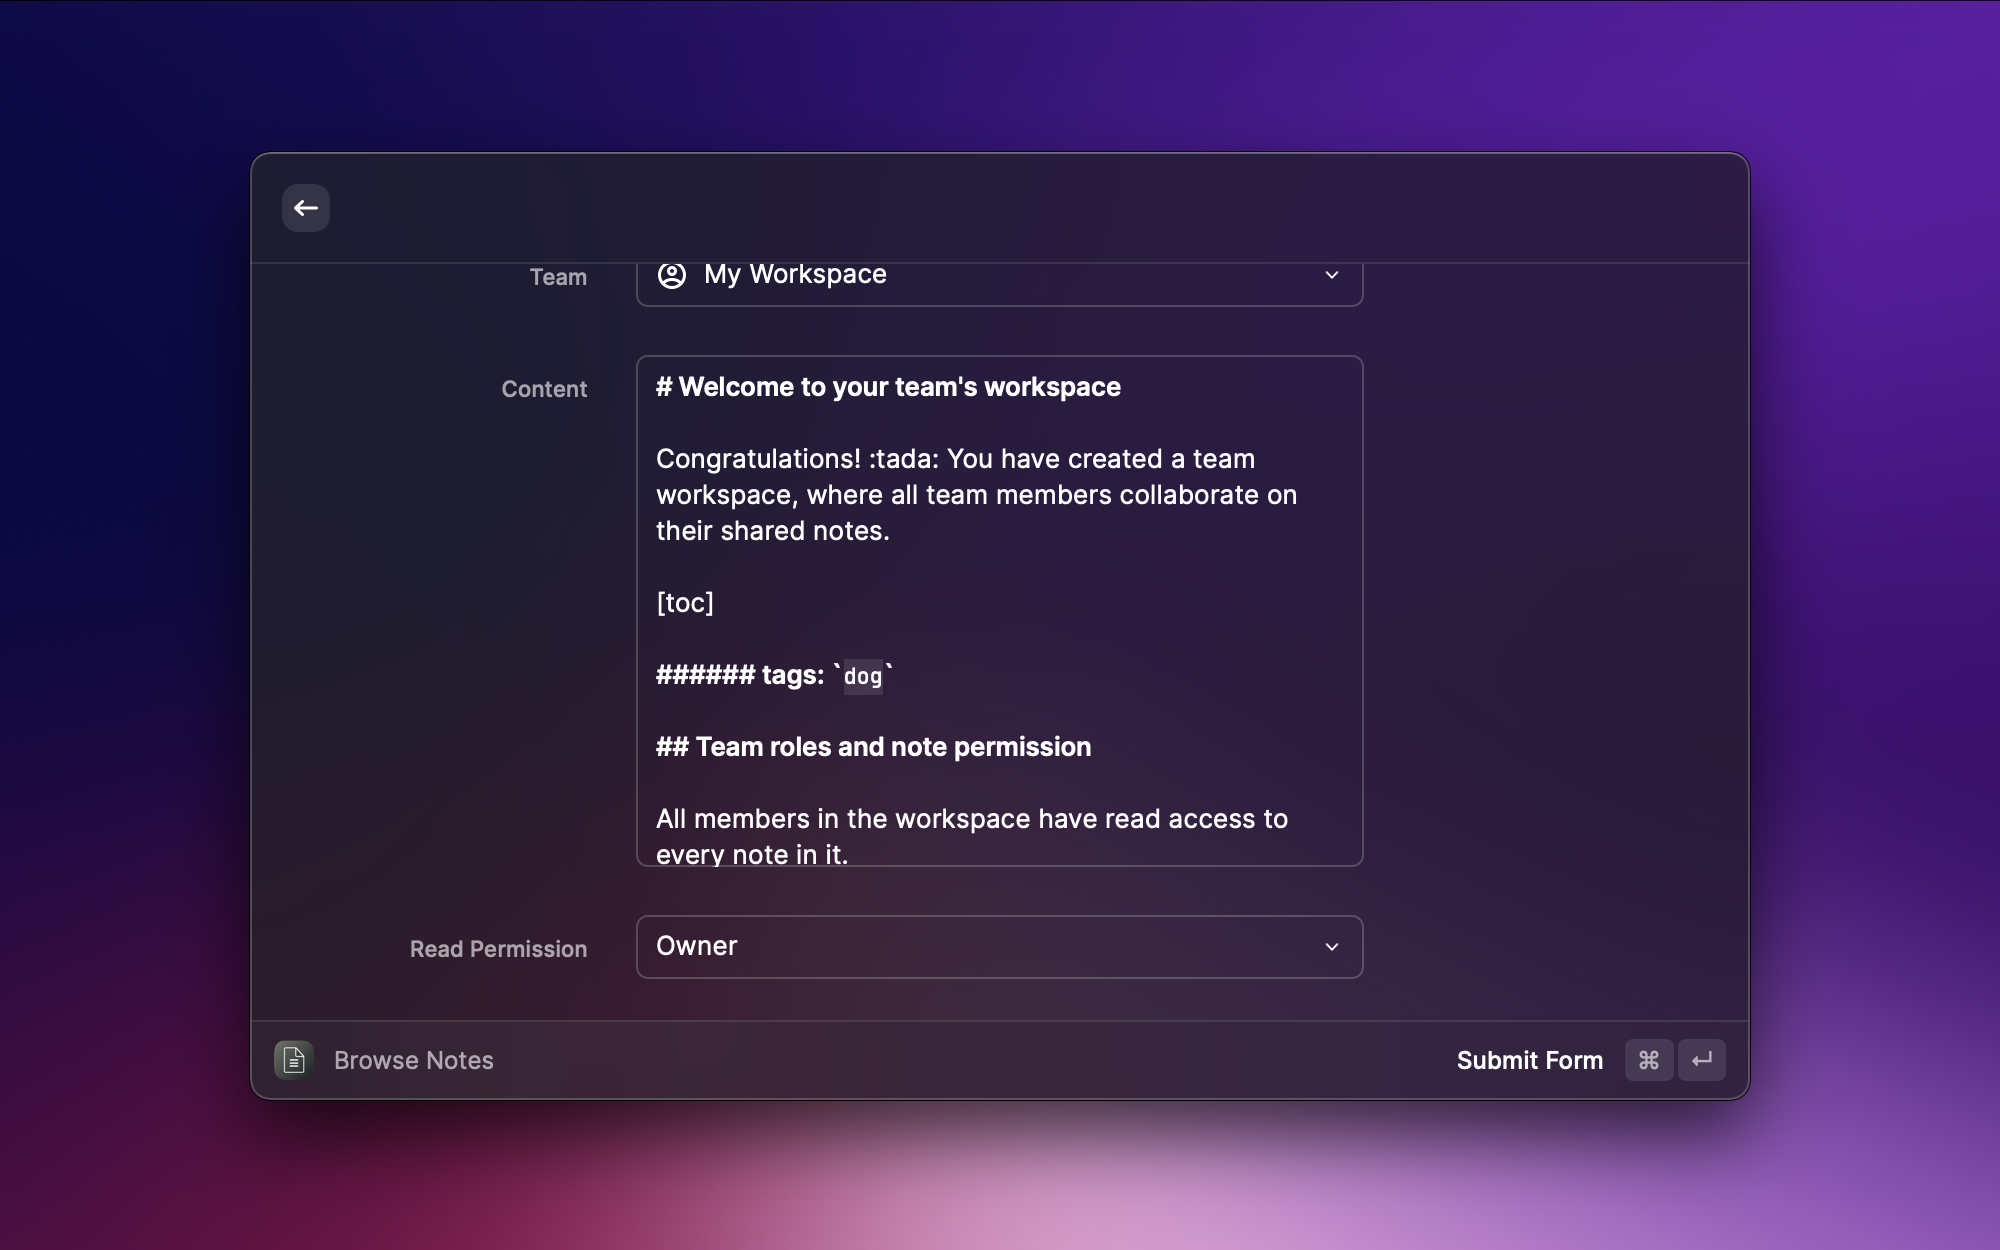 Team
My Workspace
Content
# Welcome to your team's workspace
Congratulations! :tada: You have created a team
workspace, where all team members collaborate on
their shared notes.
[toc]
###### tags: `dog`
## Team roles and note permission
All members in the workspace have read access to
every note in it.
Read Permission
Owner
Browse Notes
Submit Form ⌘ ↵